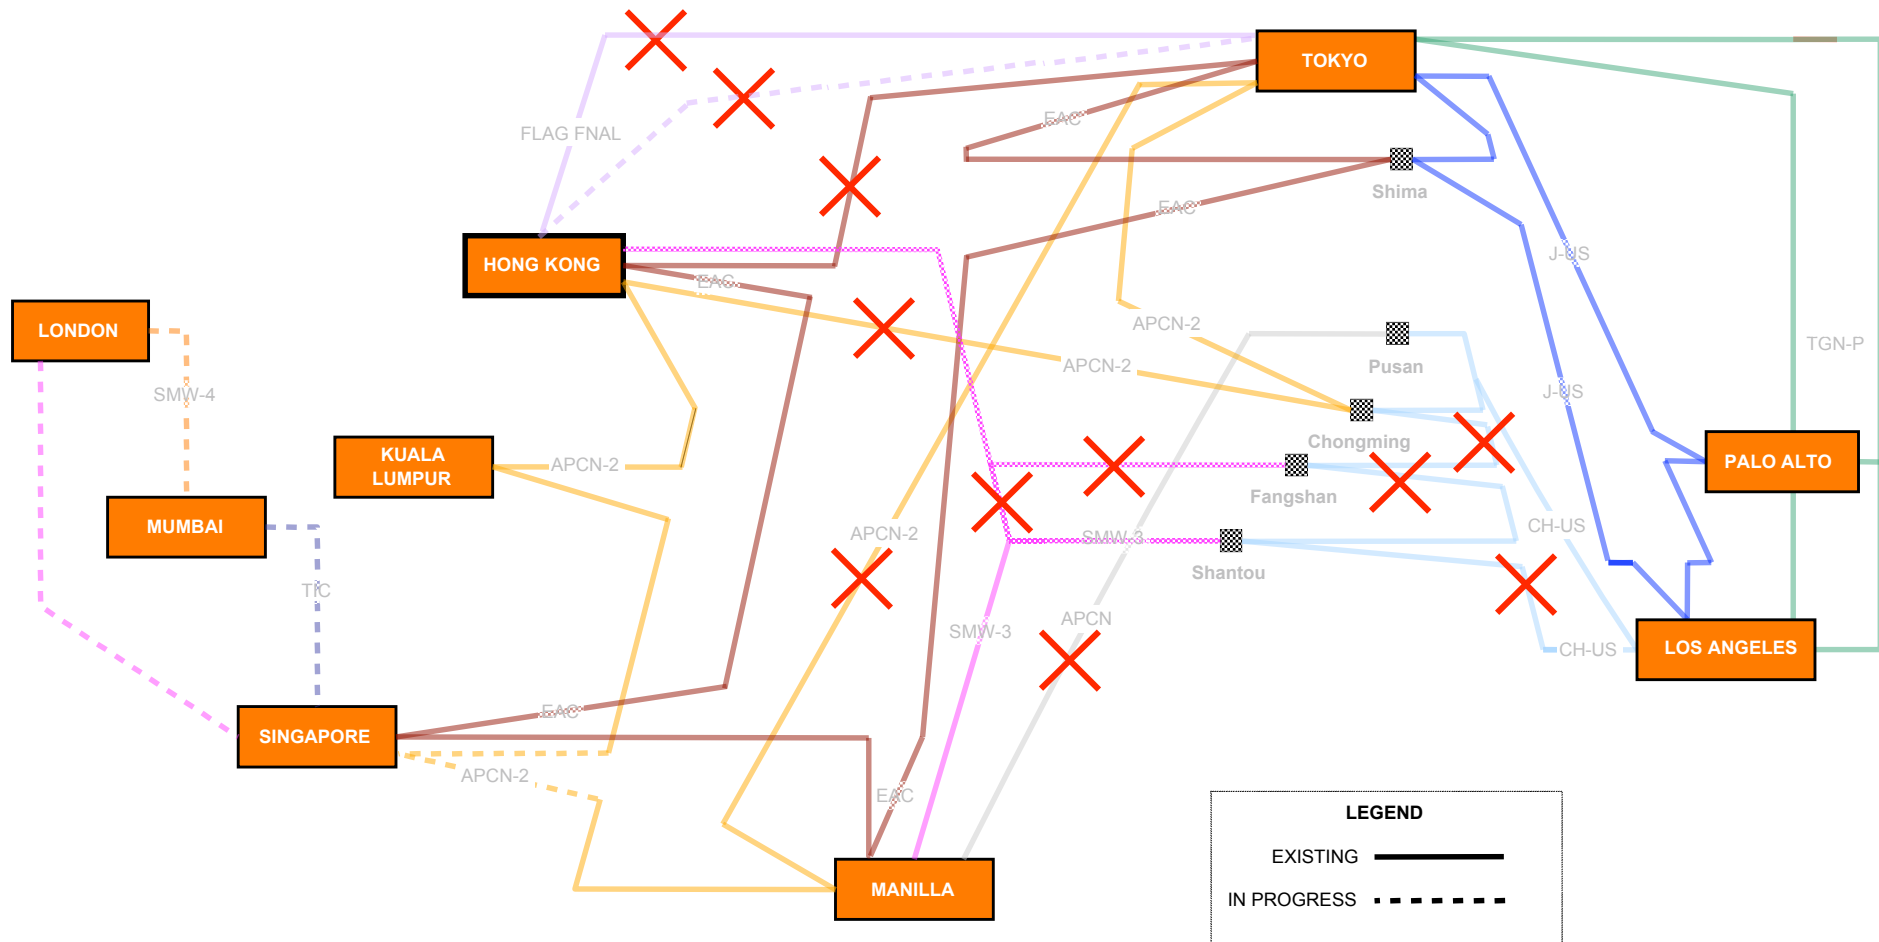 TOKYO
EAC
FLAG FNAL
Shima
EAC
HONG KONG
J-US
EAC
LONDON
APCN-2
TGN-P
Pusan
APCN-2
SMW-4
J-US
Chongming
KUALA
LUMPUR
APCN-2
PALO ALTO
Fangshan
MUMBAI
CH-US
APCN-2
SMW-3
Shantou
TIC
APCN
SMW-3
LOS ANGELES
CH-US
EAC
SINGAPORE
APCN-2
EAC
MANILLA
LEGEND
EXISTING
IN PROGRESS